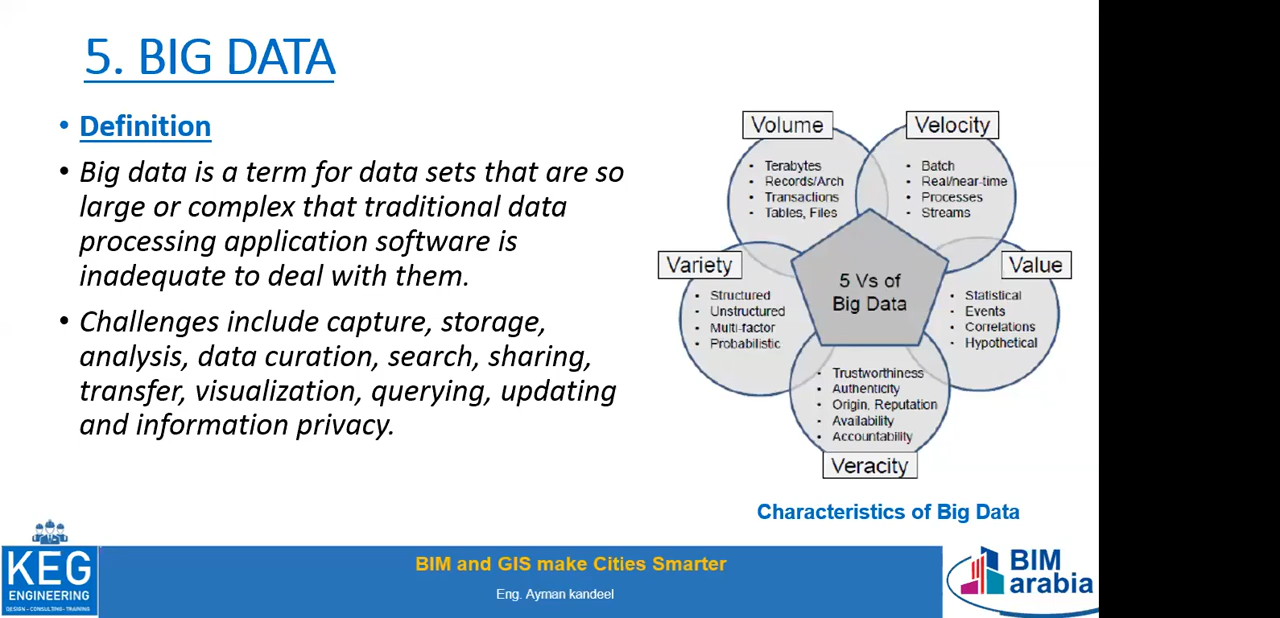 5. BIG DATA
• Definition
• Big data is a term for data sets that are so
large or complex that traditional data
processing application software is
inadequate to deal with them.
• Challenges include capture, storage,
analysis, data curation, search, sharing,
transfer, visualization, querying, updating
and information privacy.
Volume
• Terabytes
• Records/Arch
• Transactions
• Tables, Files
Velocity
• Batch
• Real/near-time
• Processes
• Streams
Variety
• Structured
• Unstructured
• Multi-factor
• Probabilistic
5 Vs of
Big Data
Value
• Statistical
• Events
• Correlations
• Hypothetical
• Trustworthiness
• Authenticity
• Origin, Reputation
• Availability
• Accountability
Veracity
Characteristics of Big Data
KEG
ENGINEERING
DESIGN - CONSULTING - TRAINING
BIM and GIS make Cities Smarter
Eng. Ayman kandeel
BIM
arabia